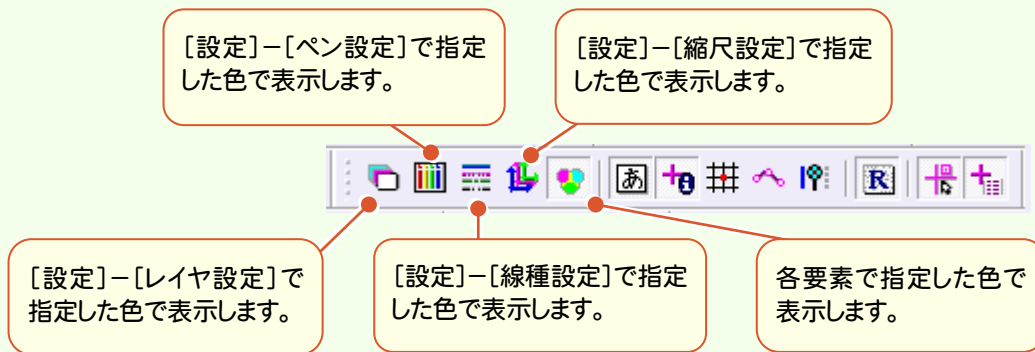 ［設定］－［ペン設定］で指定
した色で表示します。
［設定］－［縮尺設定］で指定
した色で表示します。
あ
R
［設定］－［レイヤ設定］で
指定した色で表示します。
［設定］－［線種設定］で指定
した色で表示します。
各要素で指定した色で
表示します。